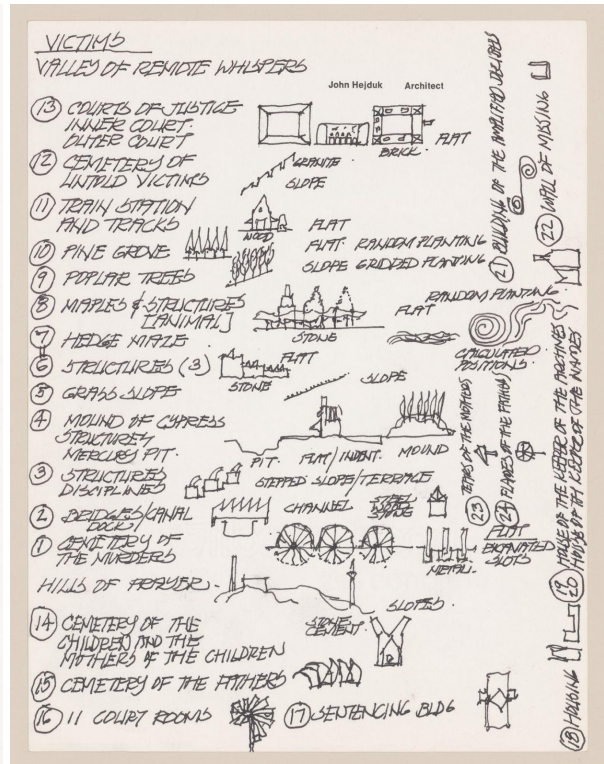 VICTIMS
VALLEY OF REMOTE WHISPERS
John Hejduk Architect
13 COURTS OF JUSTICE
INNER COURT.
OUTER COURT
BRICK. FLAT
12 CEMETERY OF
UNTOLD VICTIMS
GRANITE
SLOPE
11 TRAIN STATION
AND TRACKS
WOOD
FLAT
10 PINE GROVE
FLAT. RANDOM PLANTING
9 POPLAR TREES
SLOPE GRIDDED PLANTING
8 MAPLES & STRUCTURES
[ANIMAL]
STONE
FLAT
RANDOM PLANTING
7 HEDGE MAZE
CALCULATED
POSITIONS.
6 STRUCTURES (3)
STONE
FLAT
5 GRASS SLOPE
SLOPE
4 MOUND OF CYPRESS
STRUCTURES
MERCURY PIT.
PIT. FLAT/INDENT. MOUND
3 STRUCTURES
DISCIPLINES
STEPPED SLOPE/TERRACE
2 BRIDGES/CANAL
DOCKS/
CHANNEL
STEEL
WOOD
1 CEMETERY OF
THE MURDERS
METAL.
FLAT
EXCAVATED
SLOTS
HILLS OF PRAYER.
SLOPES.
14 CEMETERY OF THE
CHILDREN AND THE
MOTHERS OF THE CHILDREN
STONE
CEMENT.
15 CEMETERY OF THE FATHERS
16 11 COURT ROOMS
17 SENTENCING BLDG
18 HOLDING
19 HOUSE OF THE KEEPER OF THE ARCHIVES
20 HOUSE OF THE KEEPER OF THE NAMES
21 BUILDING OF THE AMPLIFIED DECIBELS
22 WALL OF MISSING
23 TEARS OF THE MOTHERS
24 FLARES OF THE FATHERS